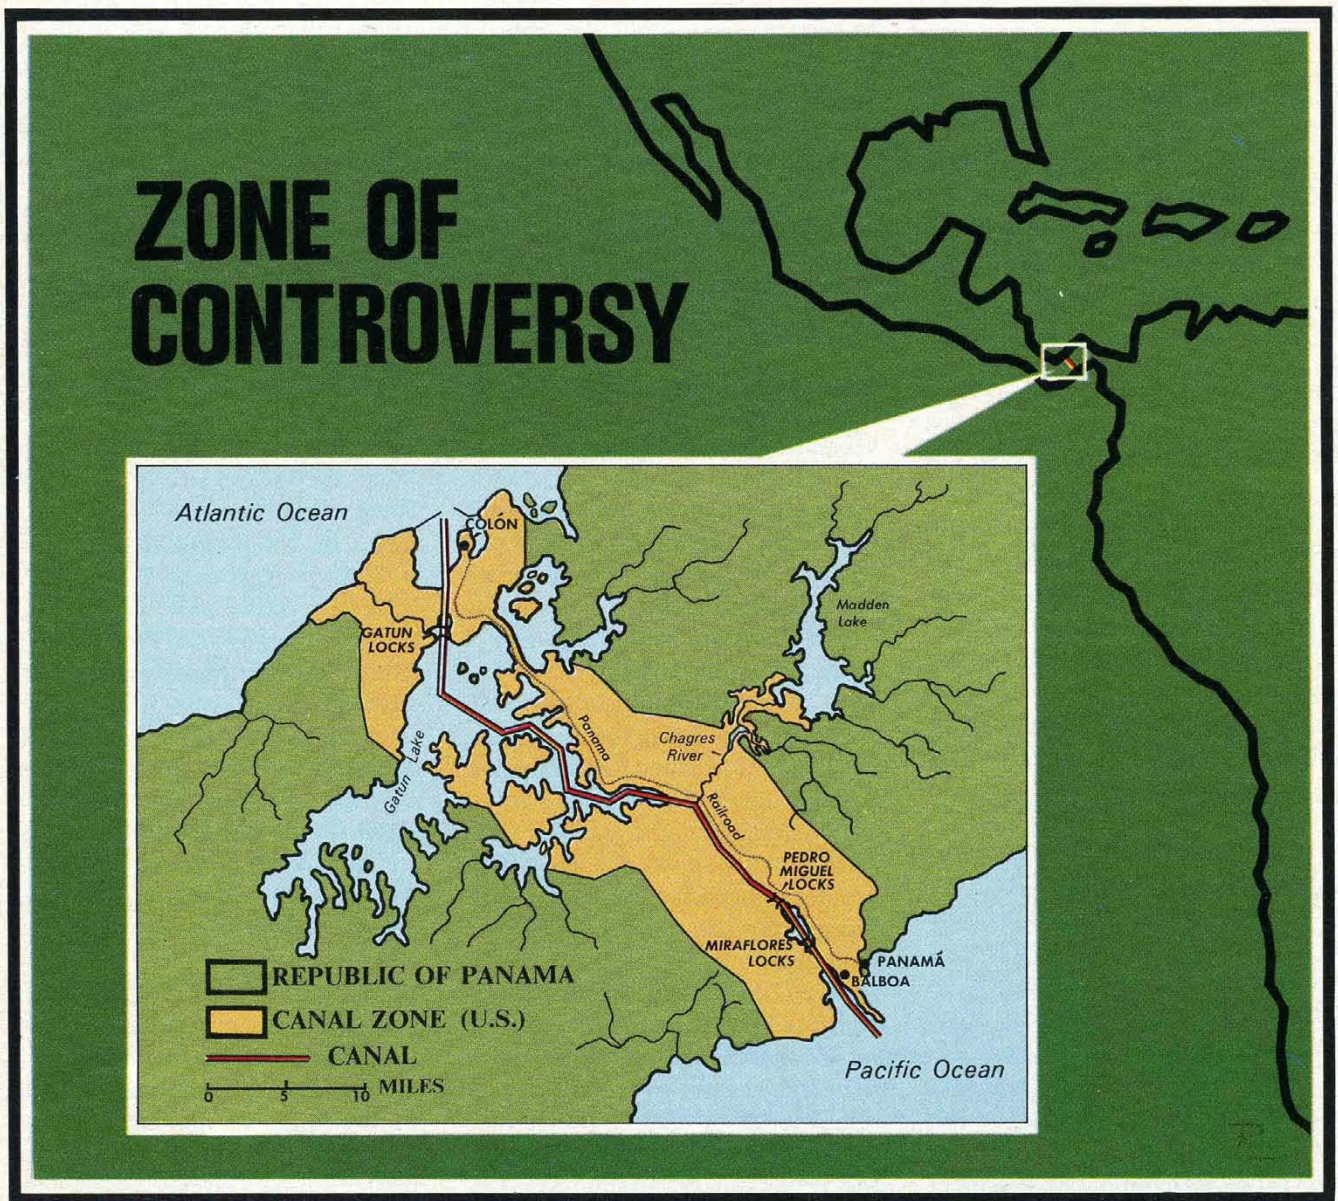 ZONE OF
CONTROVERSY
Atlantic Ocean
COLÓN
GATUN
LOCKS
Madden
Lake
Panama
Chagres
River
Gatun Lake
Railroad
PEDRO
MIGUEL
LOCKS
MIRAFLORES
LOCKS
PANAMÁ
BALBOA
REPUBLIC OF PANAMA
CANAL ZONE (U.S.)
CANAL
0 5 10 MILES
Pacific Ocean